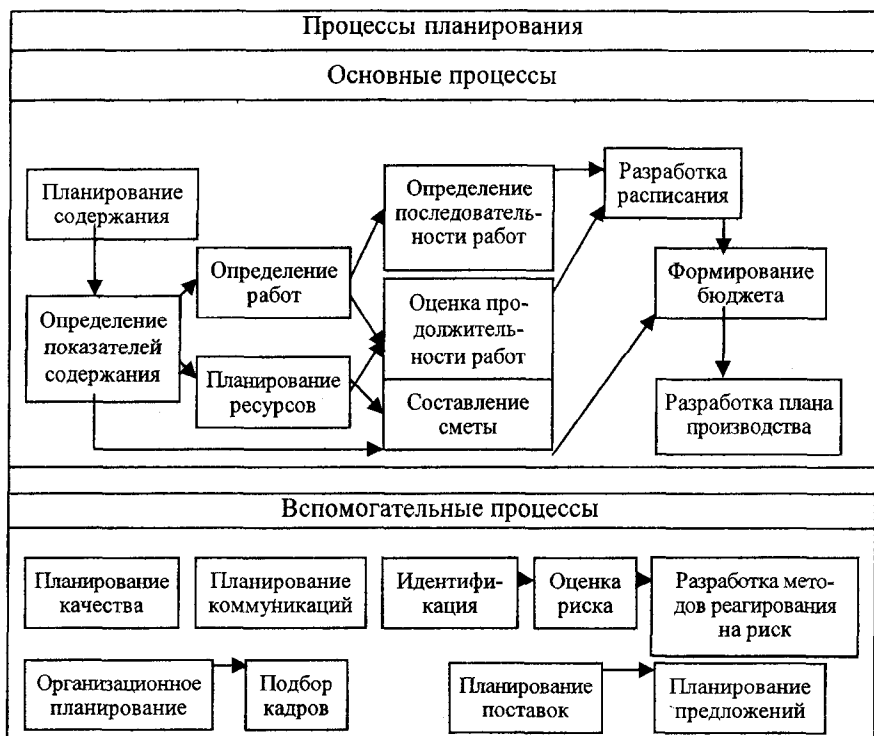 Процессы планирования
Основные процессы
Планирование
содержания
Определение
показателей
содержания
Определение
работ
Планирование
ресурсов
Определение
последователь-
ности работ
Оценка про-
должитель-
ности работ
Составление
сметы
Разработка
расписания
Формирование
бюджета
Разработка плана
производства
Вспомогательные процессы
Планирование
качества
Планирование
коммуникаций
Идентифи-
кация
Оценка
риска
Разработка мето-
дов реагирования
на риск
Организационное
планирование
Подбор
кадров
Планирование
поставок
Планирование
предложений